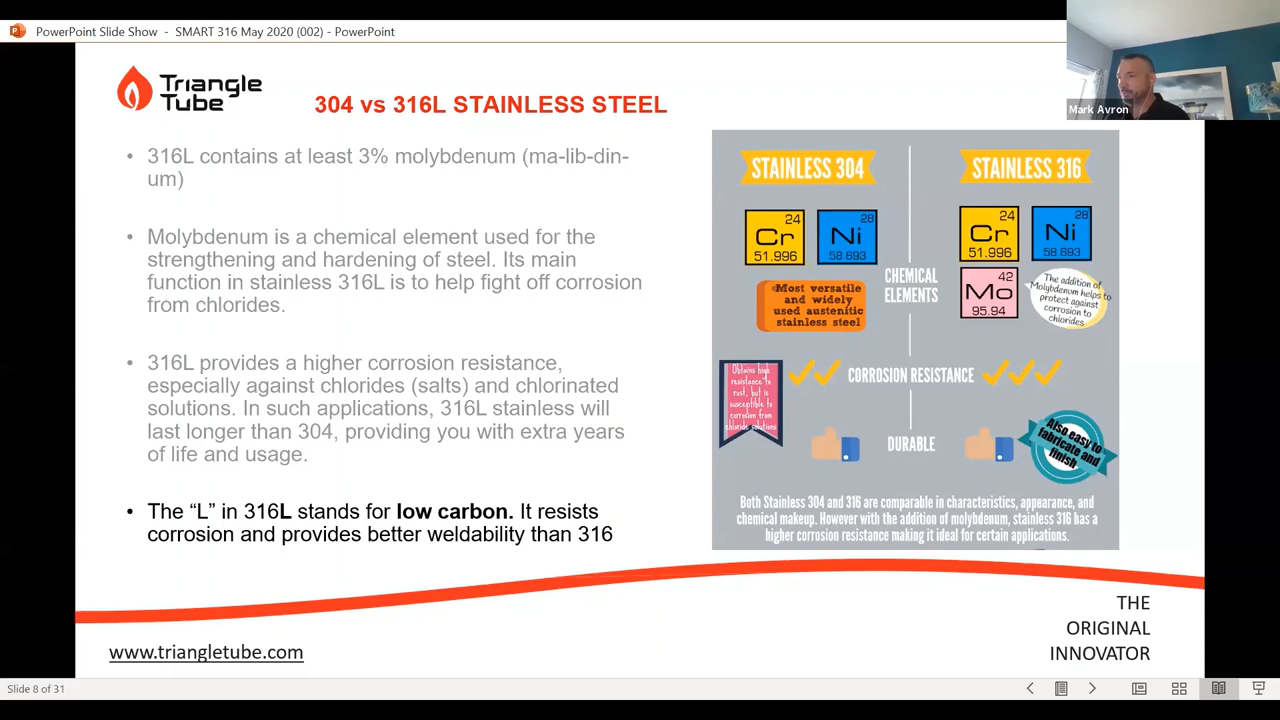 PowerPoint Slide Show - SMART 316 May 2020 (002) - PowerPoint
Mark Avron
Triangle
Tube
304 vs 316L STAINLESS STEEL
• 316L contains at least 3% molybdenum (ma-lib-din-
um)
• Molybdenum is a chemical element used for the
strengthening and hardening of steel. Its main
function in stainless 316L is to help fight off corrosion
from chlorides.
• 316L provides a higher corrosion resistance,
especially against chlorides (salts) and chlorinated
solutions. In such applications, 316L stainless will
last longer than 304, providing you with extra years
of life and usage.
• The “L” in 316L stands for low carbon. It resists
corrosion and provides better weldability than 316
STAINLESS 304
STAINLESS 316
24
Cr
51.996
28
Ni
58.693
24
Cr
51.996
28
Ni
58.693
CHEMICAL
ELEMENTS
42
Mo
95.94
The addition of
Molybdenum helps to
protect against
corrosion to
chlorides
Most versatile
and widely
used austenitic
stainless steel
Obtains high
resistance to
rust, but is
susceptible to
corrosion from
chloride solutions
CORROSION RESISTANCE
DURABLE
Also easy to
fabricate and
finish
Both Stainless 304 and 316 are comparable in characteristics, appearance, and
chemical makeup. However with the addition of molybdenum, stainless 316 has a
higher corrosion resistance making it ideal for certain applications.
THE
ORIGINAL
INNOVATOR
www.triangletube.com
Slide 8 of 31